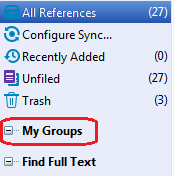 All References (27)
Configure Sync...
Recently Added (0)
Unfiled (27)
Trash (3)
My Groups
Find Full Text